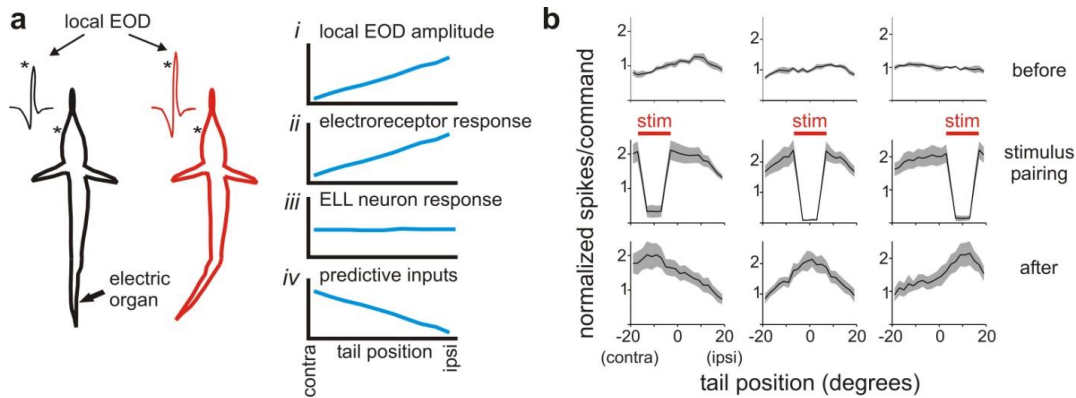 a
local EOD
*
*
*
*
electric
organ
i local EOD amplitude
ii electroreceptor response
iii ELL neuron response
iv predictive inputs
contra
tail position
ipsi
b
normalized spikes/command
2
1
before
stim stim stim
2
1
2
1
2
1
stimulus
pairing
2
1
2
1
2
1
after
2
1
2
1
-20 0 20 -20 0 20 -20 0 20
(contra) (ipsi)
tail position (degrees)